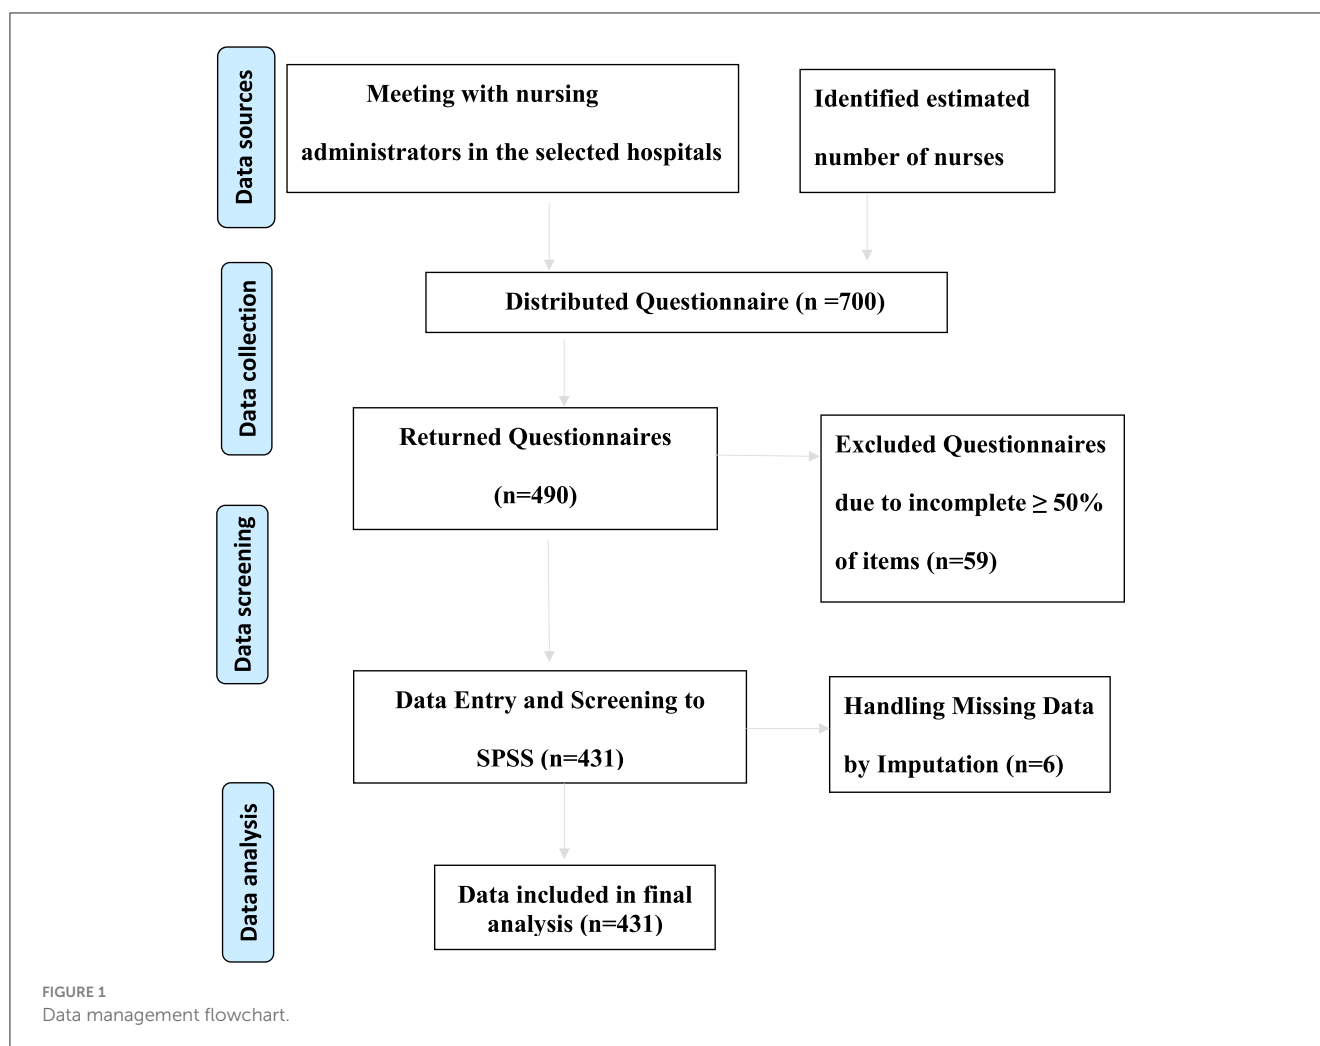 Data sources
Meeting with nursing
administrators in the selected hospitals
Identified estimated
number of nurses
Data collection
Distributed Questionnaire (n =700)
Returned Questionnaires
(n=490)
Excluded Questionnaires
due to incomplete ≥ 50%
of items (n=59)
Data screening
Data Entry and Screening to
SPSS (n=431)
Handling Missing Data
by Imputation (n=6)
Data analysis
Data included in final
analysis (n=431)
FIGURE 1
Data management flowchart.